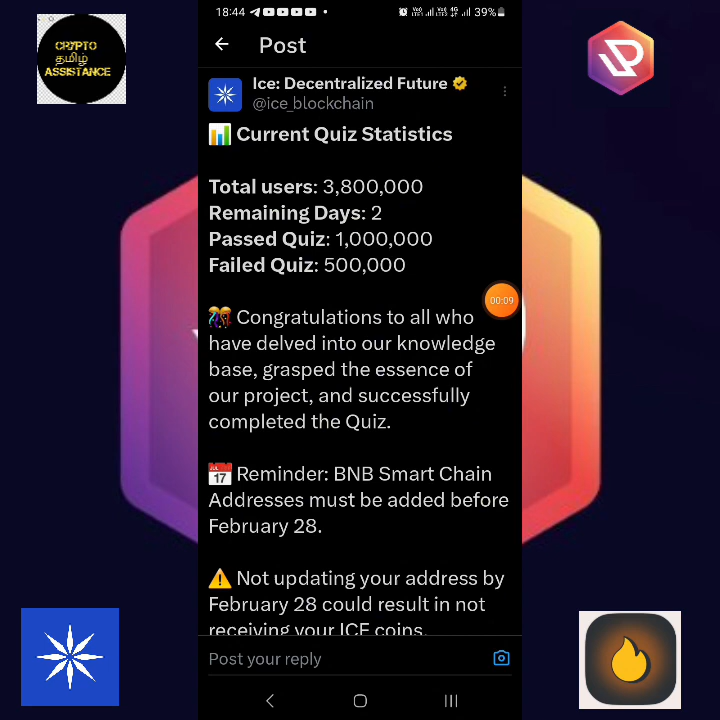 CRYPTO
தமிழ்
ASSISTANCE
18:44
39%
Post
Ice: Decentralized Future
@ice_blockchain
📊 Current Quiz Statistics
Total users: 3,800,000
Remaining Days: 2
Passed Quiz: 1,000,000
Failed Quiz: 500,000
00:09
🎊 Congratulations to all who
have delved into our knowledge
base, grasped the essence of
our project, and successfully
completed the Quiz.
📅 Reminder: BNB Smart Chain
Addresses must be added before
February 28.
⚠️ Not updating your address by
February 28 could result in not
receiving your ICE coins.
Post your reply